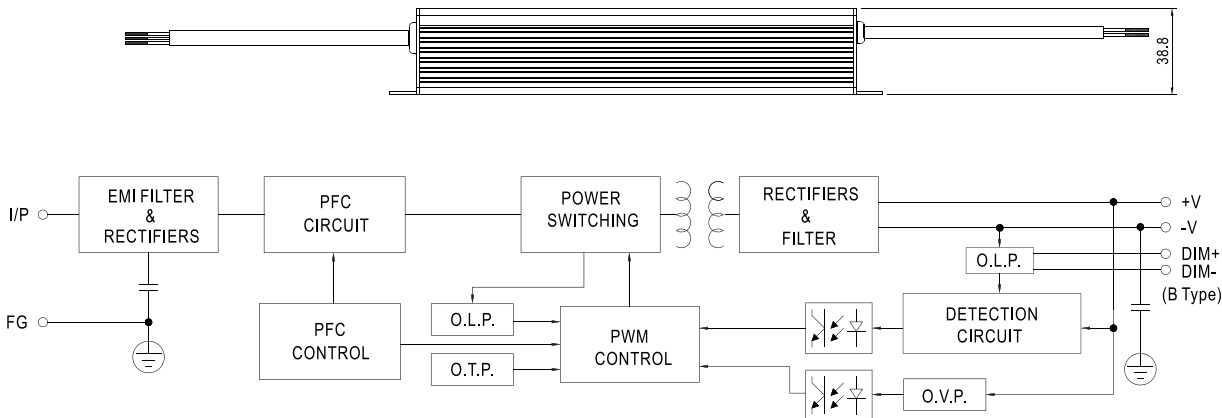 38.8
I/P
EMI FILTER
&
RECTIFIERS
PFC
CIRCUIT
POWER
SWITCHING
RECTIFIERS
&
FILTER
+V
-V
O.L.P.
DIM+
DIM-
(B Type)
FG
PFC
CONTROL
O.L.P.
O.T.P.
PWM
CONTROL
DETECTION
CIRCUIT
O.V.P.